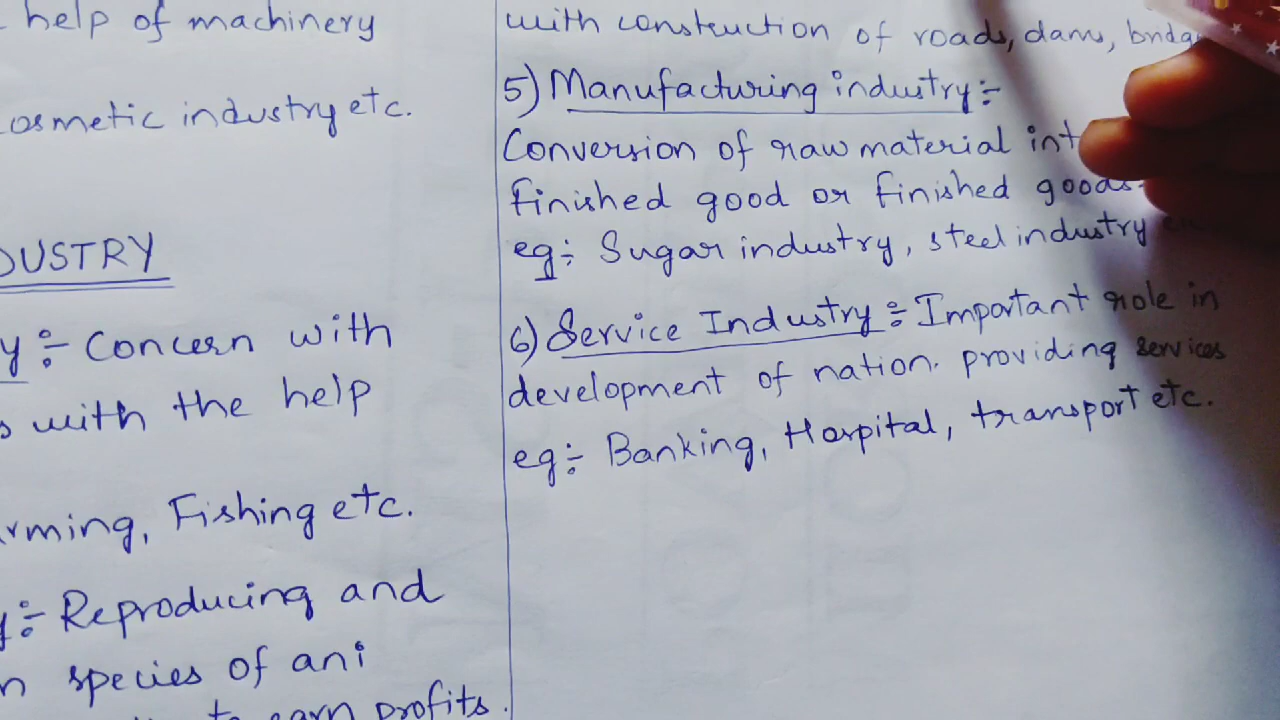 help of machinery
osmetic industry etc.
DUSTRY
y :- Concern with
s with the help
rming, Fishing etc.
y :- Reproducing and
n species of ani
to earn profits.
with construction of roads, dams,
5) Manufacturing industry :-
Conversion of raw material
finished good or finished goods.
eg :- Sugar industry, steel industry
6) Service Industry :- Important role in
development of nation. providing services
eg :- Banking, Hospital, transport etc.